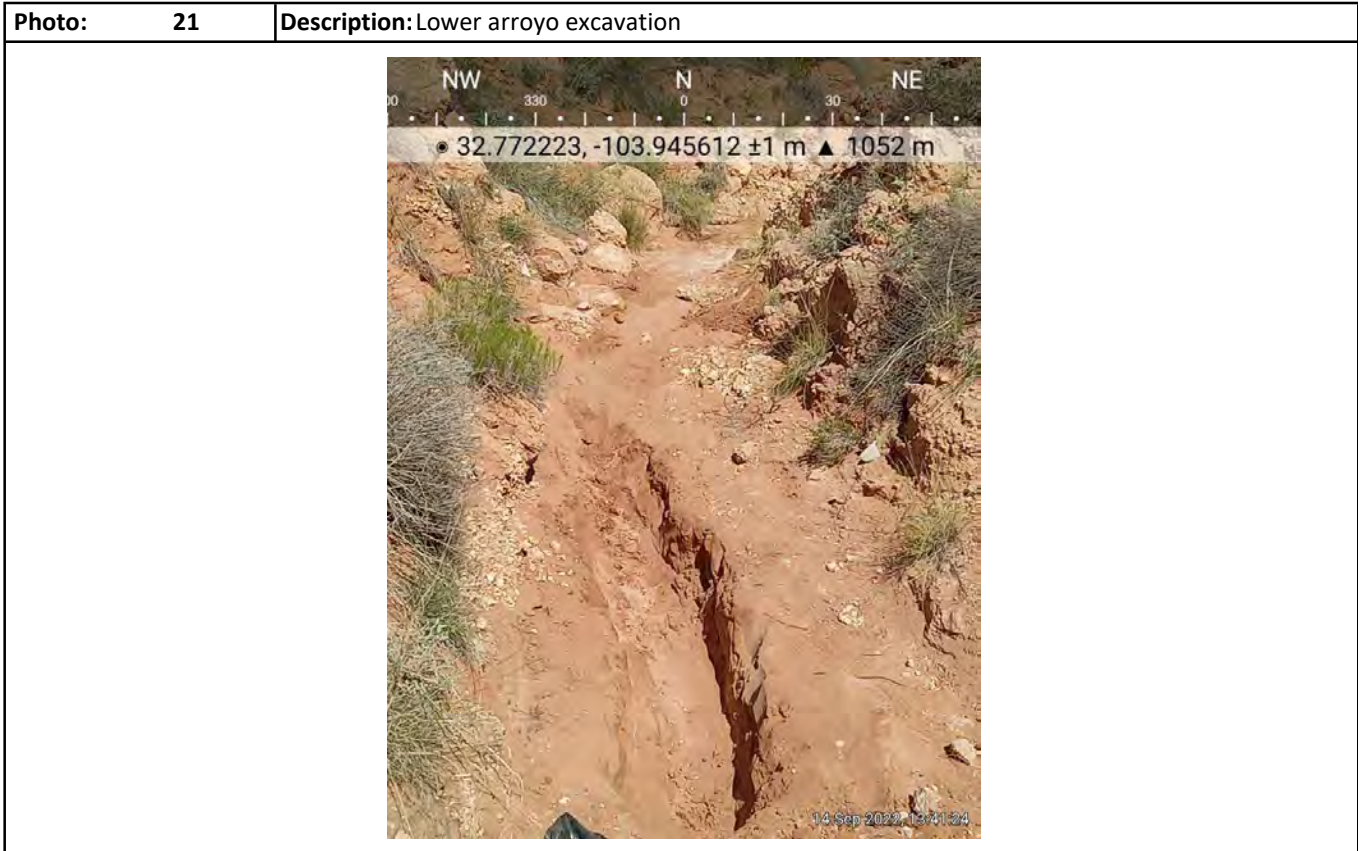 Photo: 21 Description: Lower arroyo excavation
NW N NE
00 330 0 30
◉ 32.772223, -103.945612 ±1 m ▲ 1052 m
14 Sep 2022, 13:41:24